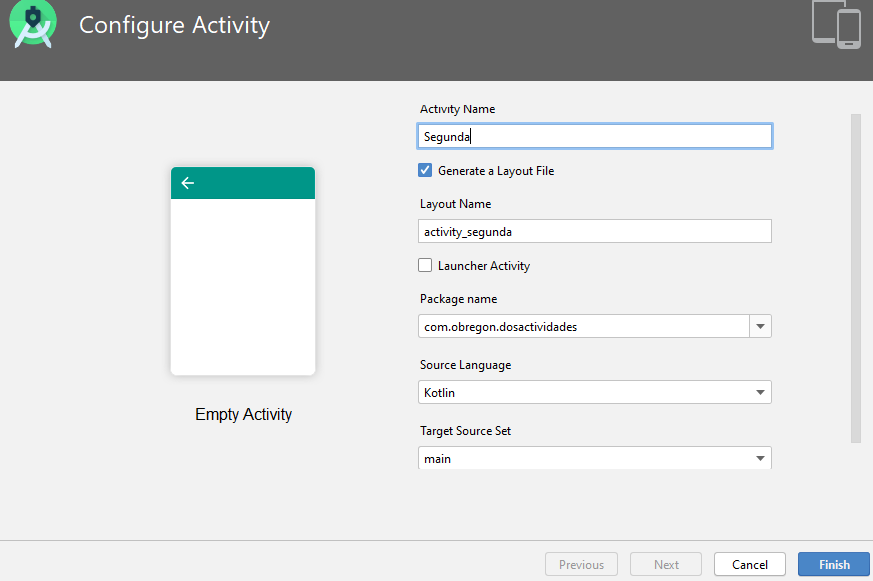 Configure Activity
Activity Name
Segunda
Generate a Layout File
Layout Name
activity_segunda
Launcher Activity
Package name
com.obregon.dosactividades
Source Language
Kotlin
Target Source Set
main
Empty Activity
Previous
Next
Cancel
Finish